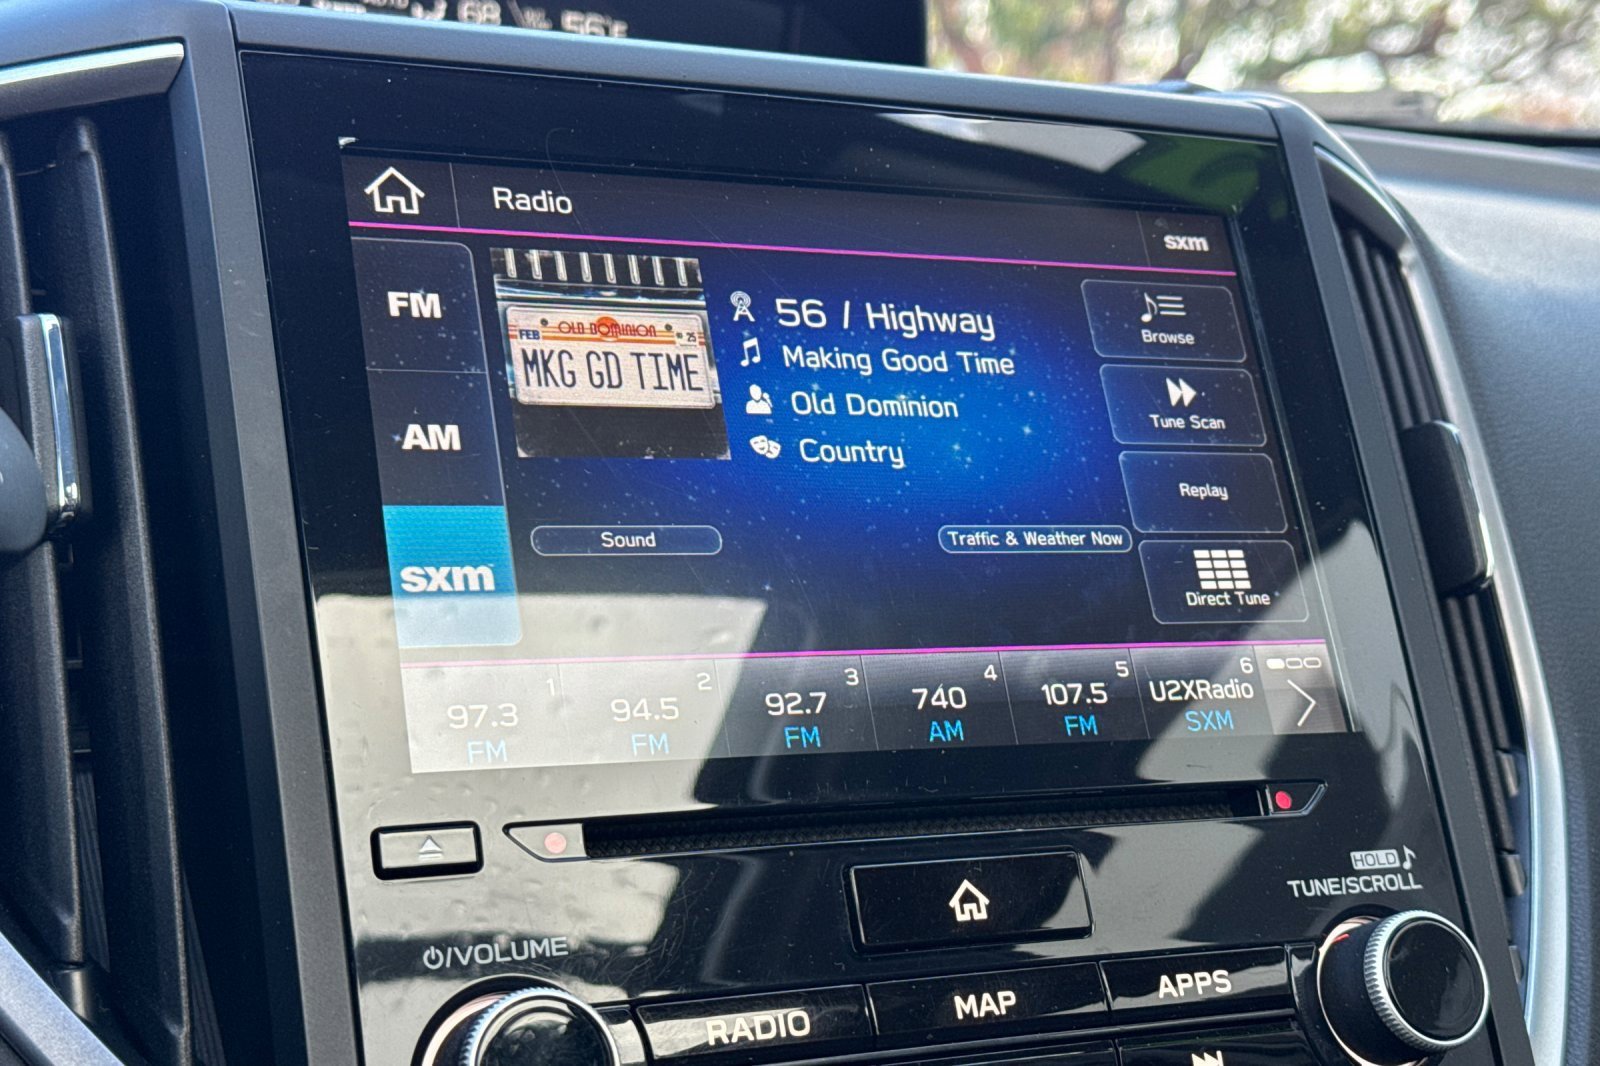 68
56°F
Radio
sxm
FM
AM
sxm
OLD DOMINION
FEB
25
MKG GD TIME
56 / Highway
Making Good Time
Old Dominion
Country
Browse
Tune Scan
Replay
Direct Tune
Sound
Traffic & Weather Now
1
97.3
FM
2
94.5
FM
3
92.7
FM
4
740
AM
5
107.5
FM
6
U2XRadio
SXM
HOLD
TUNE/SCROLL
/VOLUME
RADIO
MAP
APPS